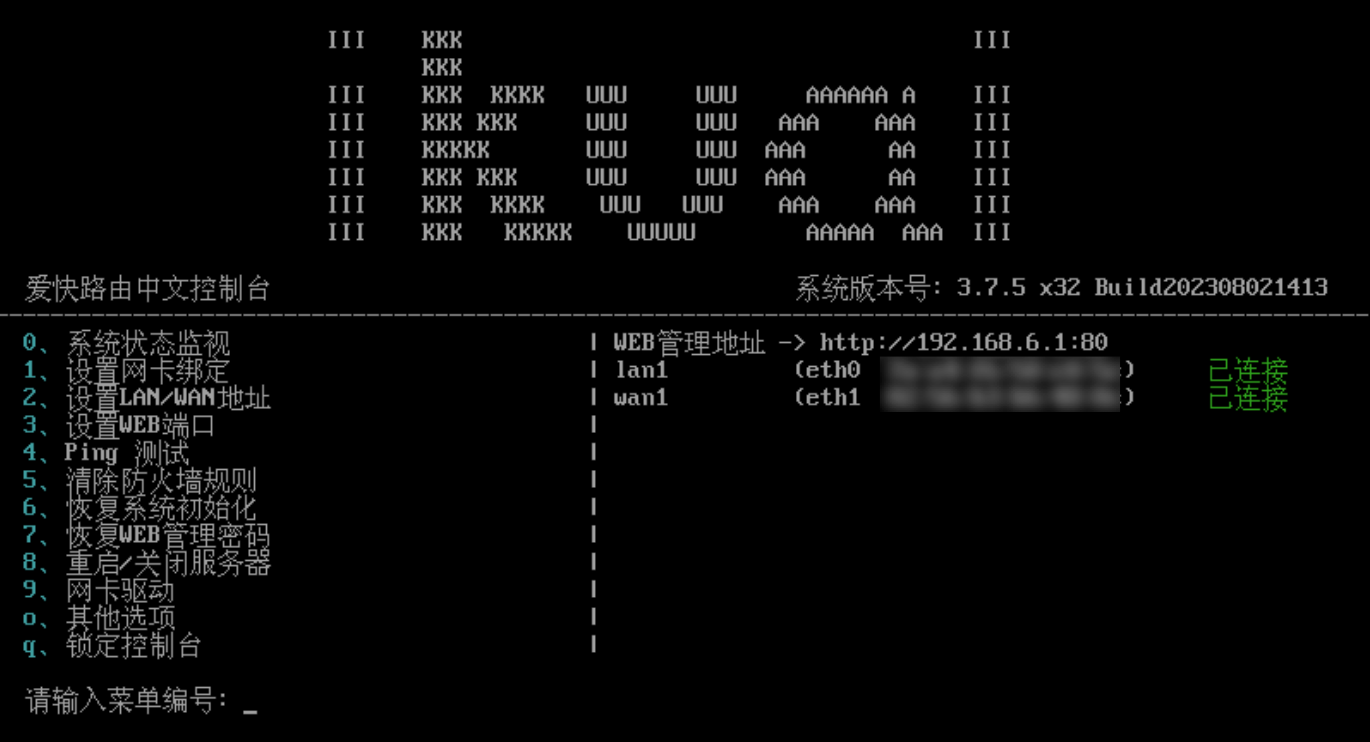 III    KKK                                     III
       KKK
III    KKK  KKKK   UUU     UUU     AAAAAA A    III
III    KKK KKK     UUU     UUU   AAA    AAA    III
III    KKKKK       UUU     UUU  AAA      AA    III
III    KKK KKK     UUU     UUU  AAA      AA    III
III    KKK  KKKK    UUU   UUU    AAA    AAA    III
III    KKK   KKKKK    UUUUU        AAAAA  AAA  III
爱快路由中文控制台 系统版本号: 3.7.5 x32 Build202308021413
0、系统状态监视 | WEB管理地址 -> http://192.168.6.1:80
1、设置网卡绑定 | lan1 (eth0 ) 已连接
2、设置LAN/WAN地址 | wan1 (eth1 ) 已连接
3、设置WEB端口 |
4、Ping 测试 |
5、清除防火墙规则 |
6、恢复系统初始化 |
7、恢复WEB管理密码 |
8、重启/关闭服务器 |
9、网卡驱动 |
o、其他选项 |
q、锁定控制台 |
请输入菜单编号: _